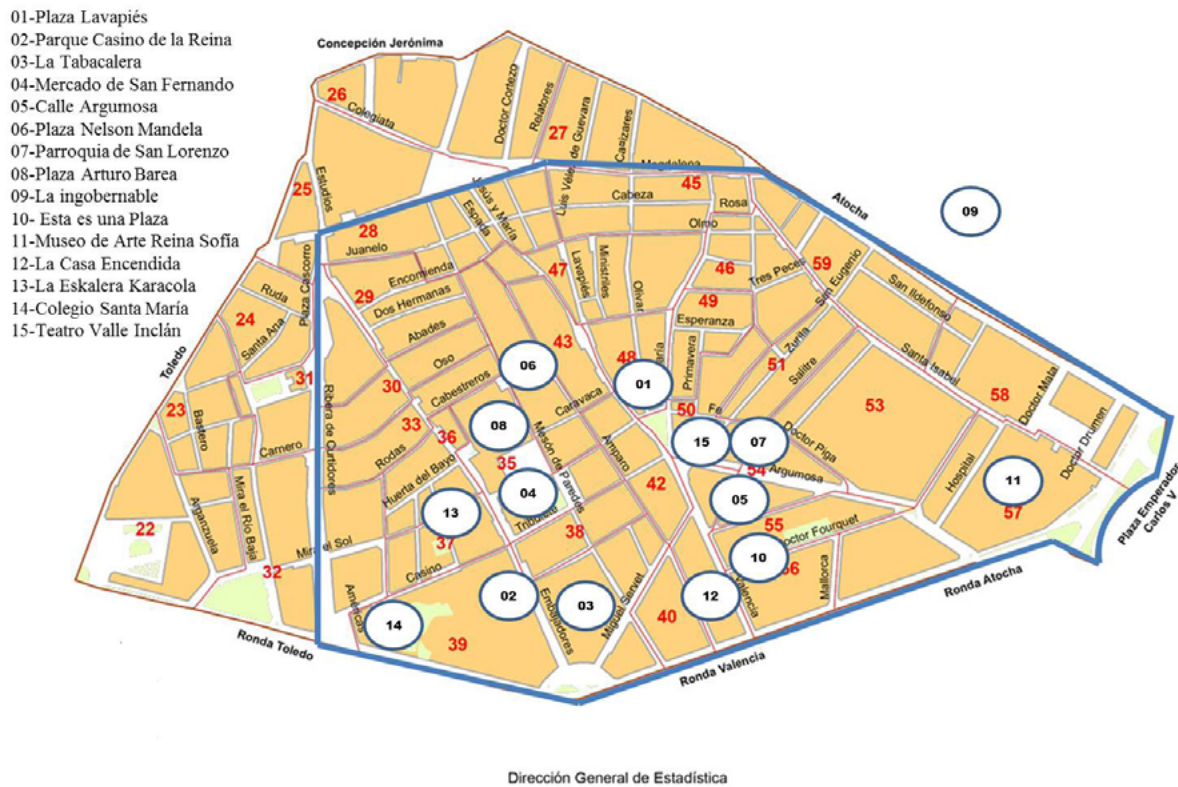 01-Plaza Lavapiés
02-Parque Casino de la Reina
03-La Tabacalera
04-Mercado de San Fernando
05-Calle Argumosa
06-Plaza Nelson Mandela
07-Parroquia de San Lorenzo
08-Plaza Arturo Barea
09-La ingobernable
10- Esta es una Plaza
11-Museo de Arte Reina Sofía
12-La Casa Encendida
13-La Eskalera Karacola
14-Colegio Santa María
15-Teatro Valle Inclán
Concepción Jerónima
26
Colegiata
Doctor Cortezo
Relatores
27
Luis Vélez de Guevara
Cañizares
Magdalena
25
Estudios
28
Juanelo
Jesús y María
Espada
Cabeza
45
Rosa
Olmo
Atocha
09
Plaza Cascorro
29
Encomienda
Dos Hermanas
47
Lavapiés
Ministriles
Olivar
46
Tres Peces
59
San Eugenio
San Ildefonso
Ruda
24
Santa Ana
Abades
Oso
43
49
Esperanza
Zurita
Santa Isabel
Toledo
31
30
Cabestreros
06
48
01
Primavera
51
Salitre
53
58
Doctor Mata
Doctor Drumen
23
Bastero
Ribera de Curtidores
33
36
08
Caravaca
50
Fe
Carnero
Rodas
35
Mesón de Paredes
Amparo
15
07
Doctor Piga
54
Argumosa
Hospital
11
57
Plaza Emperador
Carlos V
22
Arganzuela
Mira el Río Baja
Huerta del Bayo
04
42
05
13
Tribulete
55
Doctor Fourquet
32
Mira el Sol
37
38
10
Casino
Mallorca
Ronda Atocha
Américas
02
Embajadores
03
Miguel Servet
12
Valencia
14
39
40
Ronda Toledo
Ronda Valencia
Dirección General de Estadística